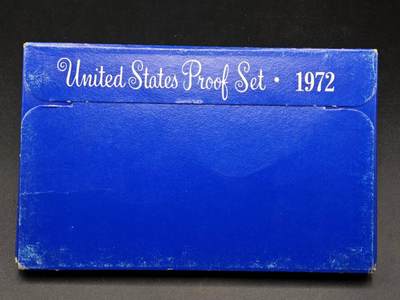 United States Proof Set · 1972